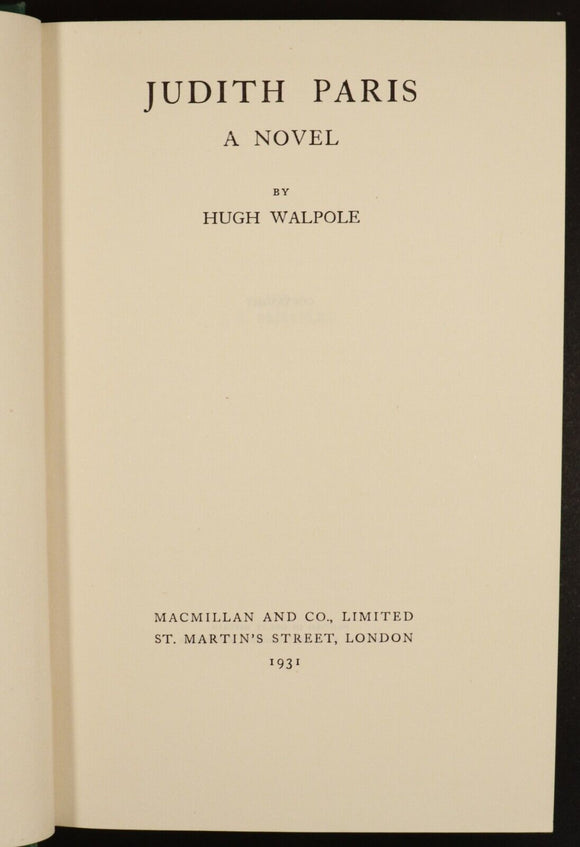 JUDITH PARIS
A NOVEL
BY
HUGH WALPOLE
MACMILLAN AND CO., LIMITED
ST. MARTIN'S STREET, LONDON
1931